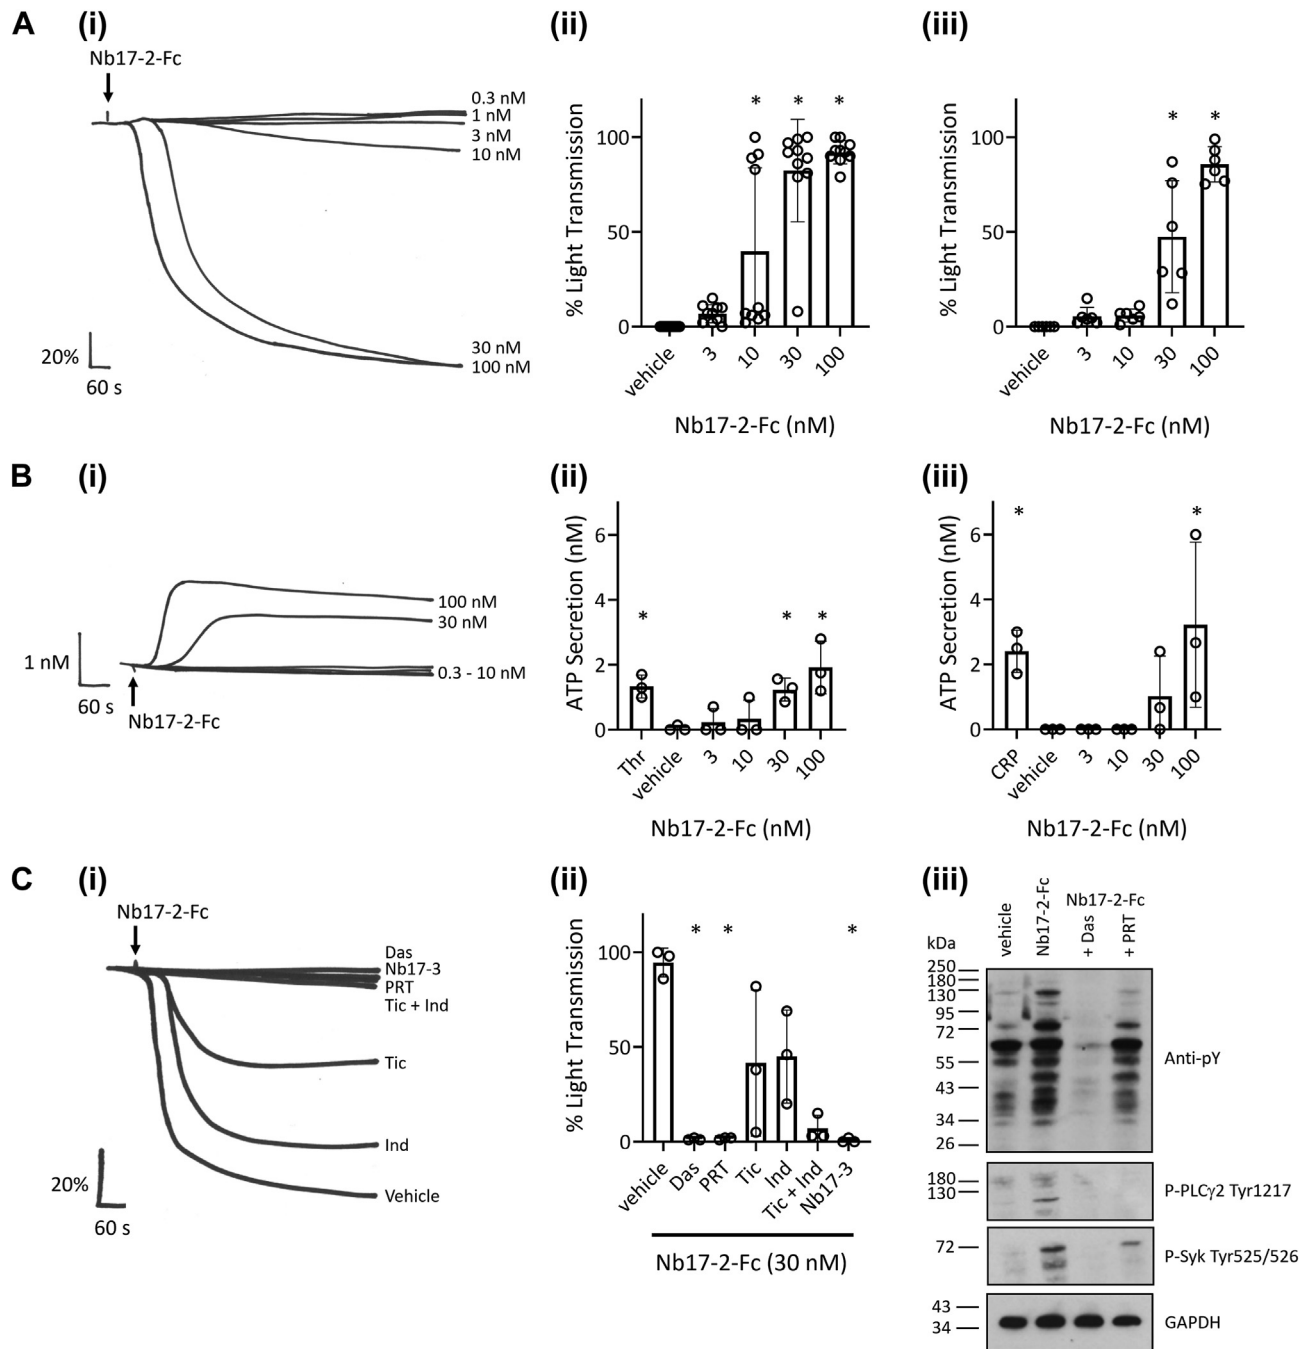 A (i) (ii) (iii)
Nb17-2-Fc
0.3 nM
1 nM
3 nM
10 nM
30 nM
100 nM
20%
60 s
% Light Transmission
100
50
0
vehicle 3 10 30 100
Nb17-2-Fc (nM)
* * *
% Light Transmission
100
50
0
vehicle 3 10 30 100
Nb17-2-Fc (nM)
* *
B (i) (ii) (iii)
100 nM
30 nM
0.3 - 10 nM
1 nM
60 s
Nb17-2-Fc
ATP Secretion (nM)
6
4
2
0
Thr vehicle 3 10 30 100
Nb17-2-Fc (nM)
* * *
ATP Secretion (nM)
6
4
2
0
CRP vehicle 3 10 30 100
Nb17-2-Fc (nM)
* *
C (i) (ii) (iii)
Nb17-2-Fc
Das
Nb17-3
PRT
Tic + Ind
Tic
Ind
Vehicle
20%
60 s
% Light Transmission
100
50
0
* * *
vehicle Das PRT Tic Ind Tic + Ind Nb17-3
Nb17-2-Fc (30 nM)
Nb17-2-Fc
vehicle Nb17-2-Fc + Das + PRT
kDa
250
180
130
95
72
55
43
34
26
Anti-pY
180
130
P-PLCγ2 Tyr1217
72
P-Syk Tyr525/526
43
34
GAPDH